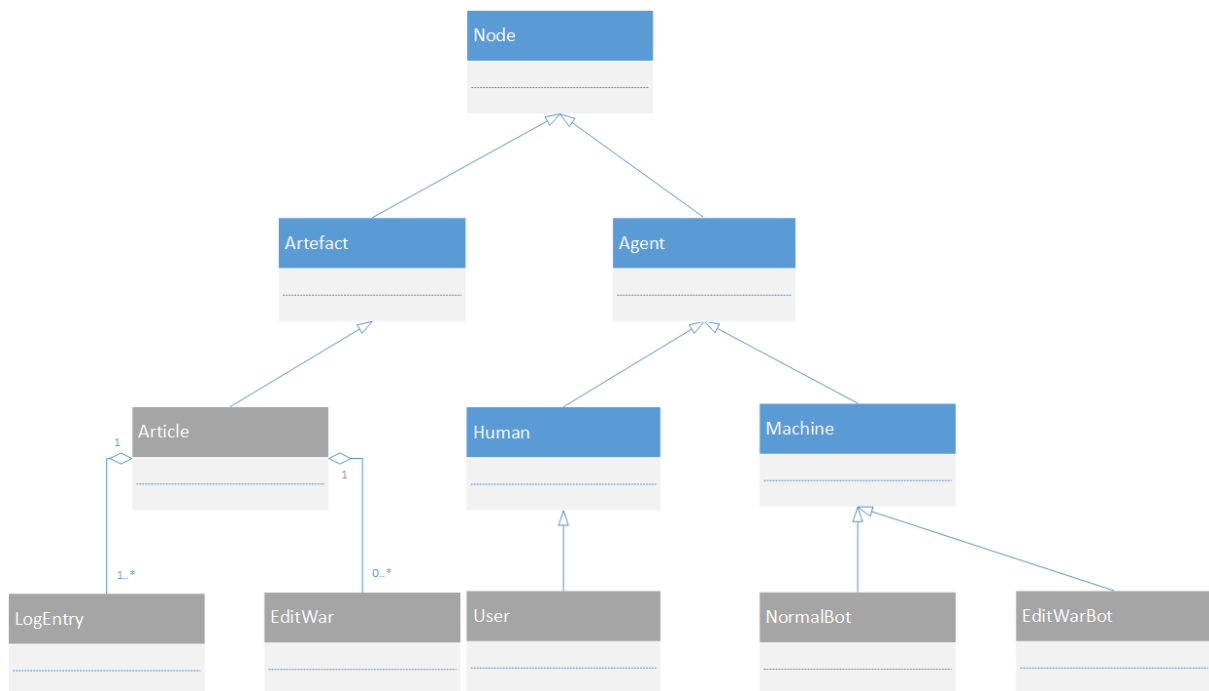 Node
Artefact
Agent
Article
Human
Machine
1
1
1..*
0..*
LogEntry
EditWar
User
NormalBot
EditWarBot